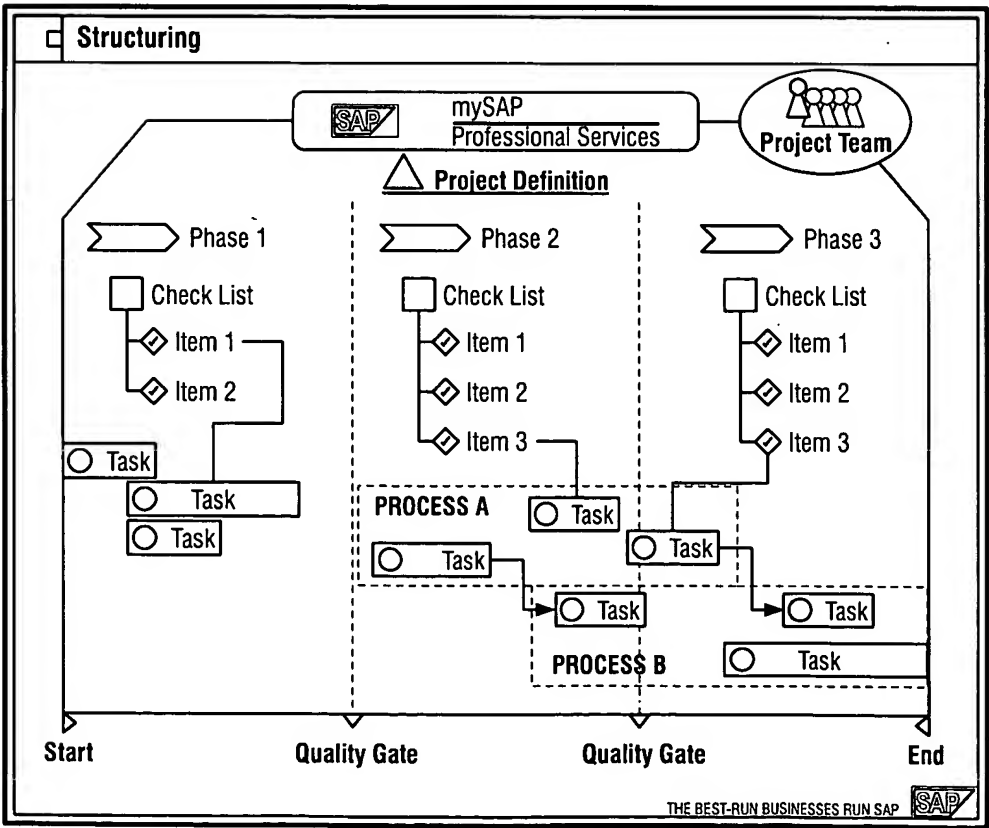 Structuring
SAP
mySAP
Professional Services
Project Team
Project Definition
Phase 1
Phase 2
Phase 3
Check List
Check List
Check List
Item 1
Item 1
Item 1
Item 2
Item 2
Item 2
Item 3
Item 3
Task
Task
PROCESS A
Task
Task
Task
Task
Task
Task
PROCESS B
Task
Start
Quality Gate
Quality Gate
End
THE BEST-RUN BUSINESSES RUN SAP
SAP